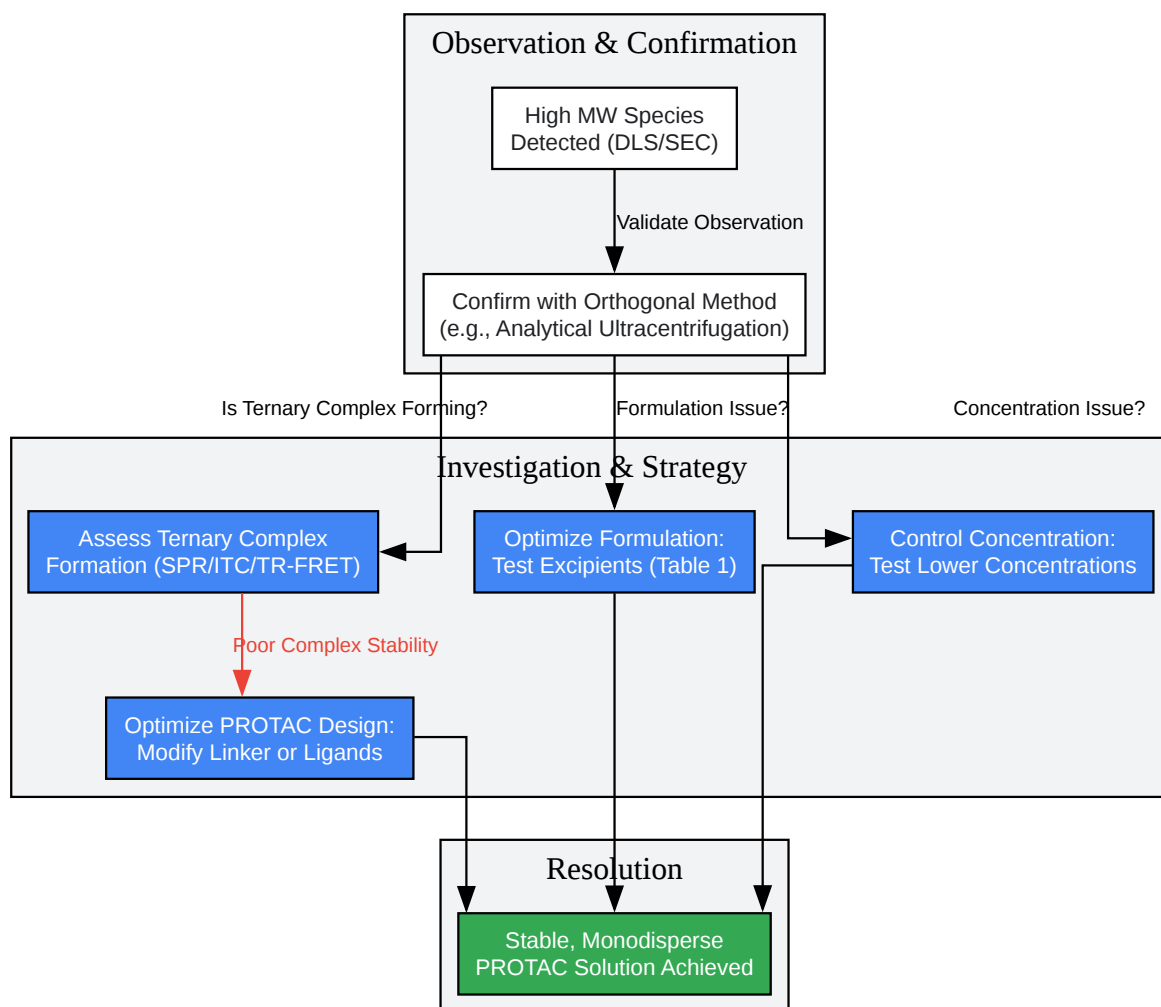 Observation & Confirmation
High MW Species
Detected (DLS/SEC)
Validate Observation
Confirm with Orthogonal Method
(e.g., Analytical Ultracentrifugation)
Is Ternary Complex Forming?
Formulation Issue?
Concentration Issue?
Investigation & Strategy
Assess Ternary Complex
Formation (SPR/ITC/TR-FRET)
Optimize Formulation:
Test Excipients (Table 1)
Control Concentration:
Test Lower Concentrations
Poor Complex Stability
Optimize PROTAC Design:
Modify Linker or Ligands
Resolution
Stable, Monodisperse
PROTAC Solution Achieved